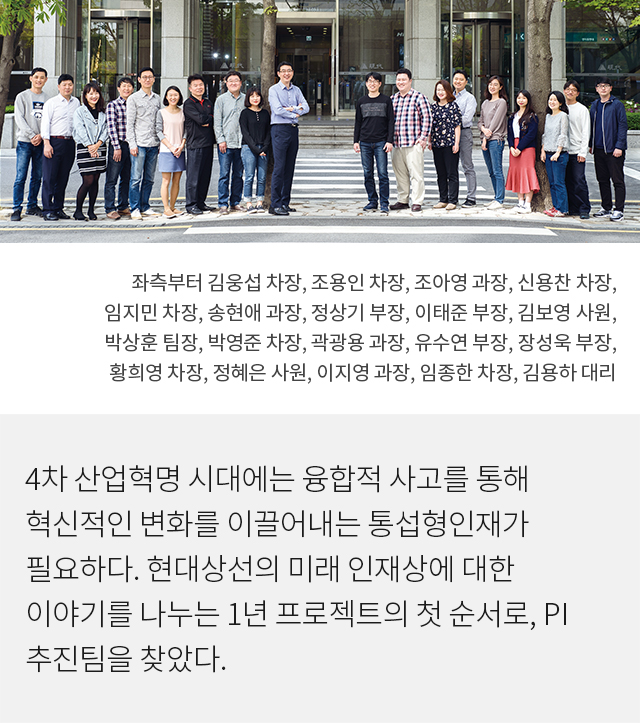 좌측부터 김웅섭 차장, 조용인 차장, 조아영 과장, 신용찬 차장,
임지민 차장, 송현애 과장, 정상기 부장, 이태준 부장, 김보영 사원,
박상훈 팀장, 박영준 차장, 곽광용 과장, 유수연 부장, 장성욱 부장,
황희영 차장, 정혜은 사원, 이지영 과장, 임종한 차장, 김용하 대리
4차 산업혁명 시대에는 융합적 사고를 통해
혁신적인 변화를 이끌어내는 통섭형인재가
필요하다. 현대상선의 미래 인재상에 대한
이야기를 나누는 1년 프로젝트의 첫 순서로, PI
추진팀을 찾았다.